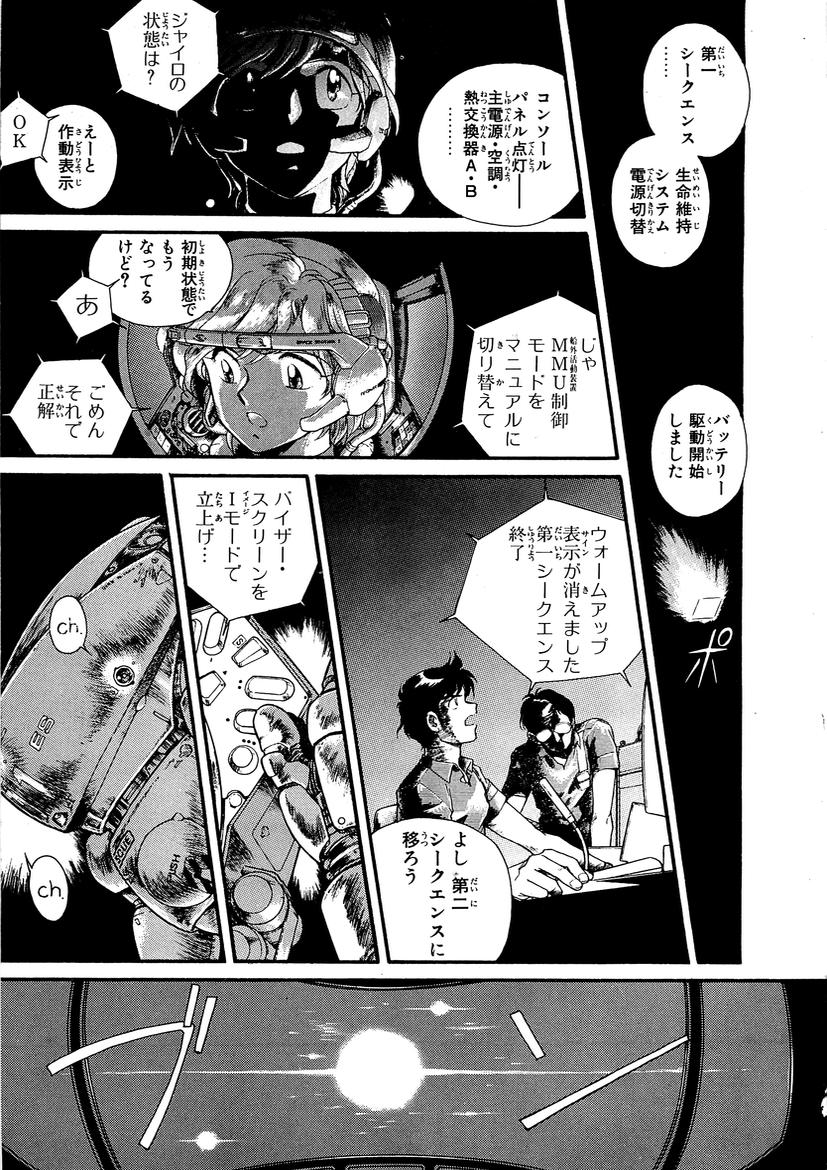 第一
シークエンス
……
生命維持
システム
電源切替
バッテリー
駆動開始
しました
ポ
コンソール
パネル点灯——
主電源・空調・
熱交換器A・B
………
ジャイロの
状態は？
えーと
作動表示
OK
じゃ
MMU制御
モードを
マニュアルに
切り替えて
初期状態で
もう
なってる
けど？
あ
ごめん
それで
正解
ウォームアップ
表示が消えました
第一シークエンス
終了
よし 第二
シークエンスに
移ろう
バイザー・
スクリーンを
Iモードで
立上げ…
ch.
ch.
ES
RESCUE
PUSH
ヴーン